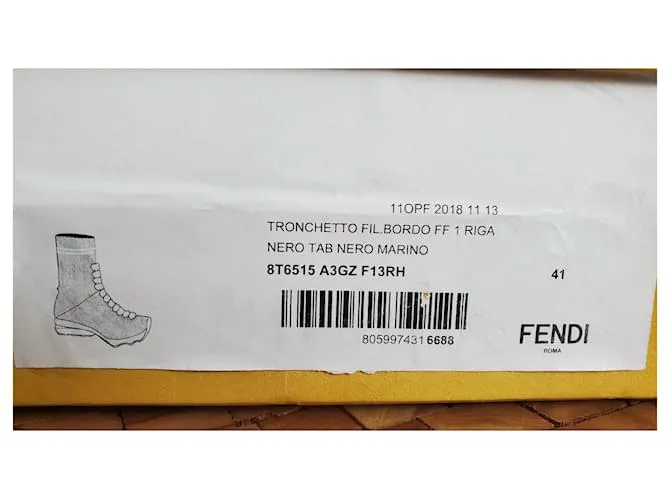 11OPF 2018 11 13
TRONCHETTO FIL.BORDO FF 1 RIGA
NERO TAB NERO MARINO
8T6515 A3GZ F13RH 41
8059974316688
FENDI
ROMA